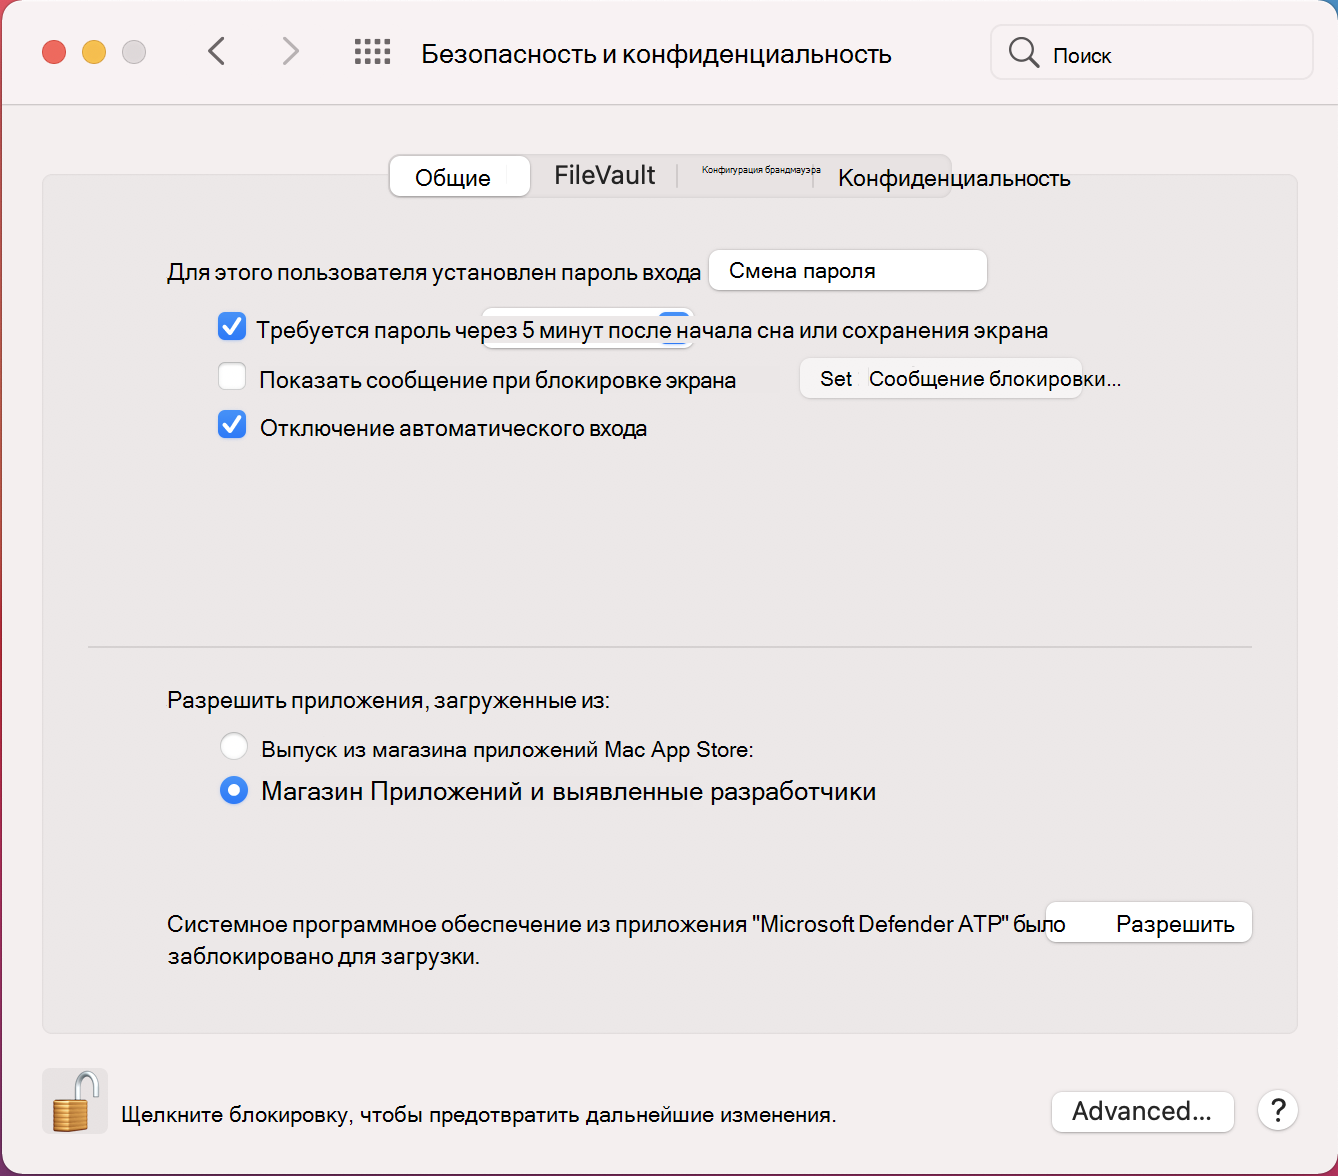 Безопасность и конфиденциальность
Поиск
Общие
FileVault
Конфигурация брандмауэра
Конфиденциальность
Для этого пользователя установлен пароль входа
Смена пароля
Требуется пароль через 5 минут после начала сна или сохранения экрана
Показать сообщение при блокировке экрана
Set Сообщение блокировки...
Отключение автоматического входа
Разрешить приложения, загруженные из:
Выпуск из магазина приложений Mac App Store:
Магазин Приложений и выявленные разработчики
Системное программное обеспечение из приложения "Microsoft Defender ATP" было
заблокировано для загрузки.
Разрешить
Щелкните блокировку, чтобы предотвратить дальнейшие изменения.
Advanced...
?